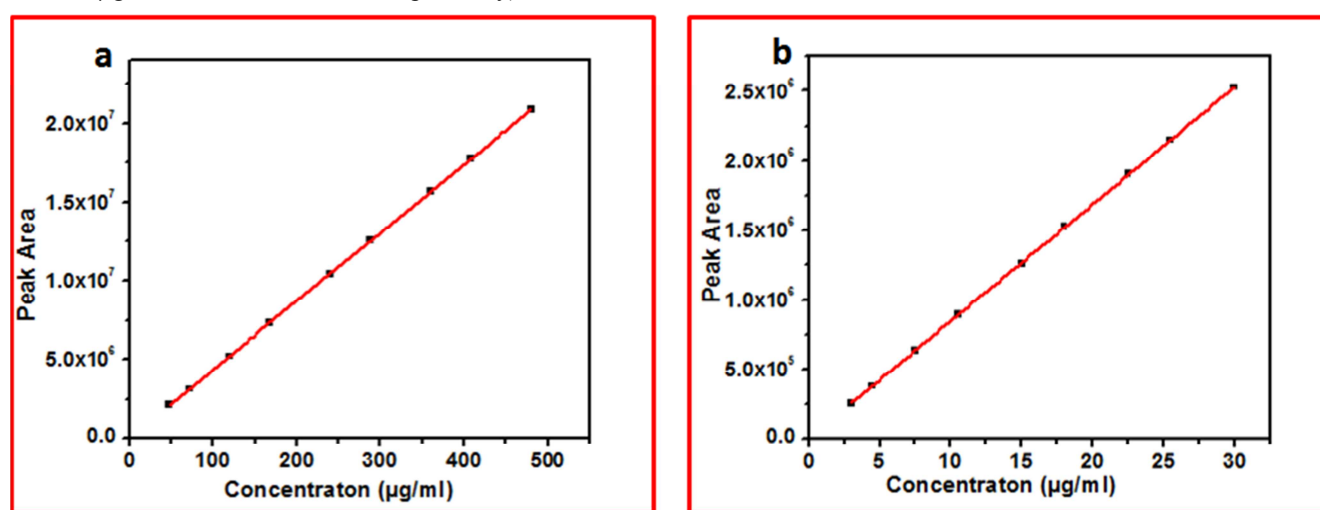 a
2.0x10⁷
1.5x10⁷
1.0x10⁷
5.0x10⁶
0.0
0 100 200 300 400 500
Peak Area
Concentraton (µg/ml)
b
2.5x10⁶
2.0x10⁶
1.5x10⁶
1.0x10⁶
5.0x10⁵
0.0
0 5 10 15 20 25 30
Peak Area
Concentraton (µg/ml)